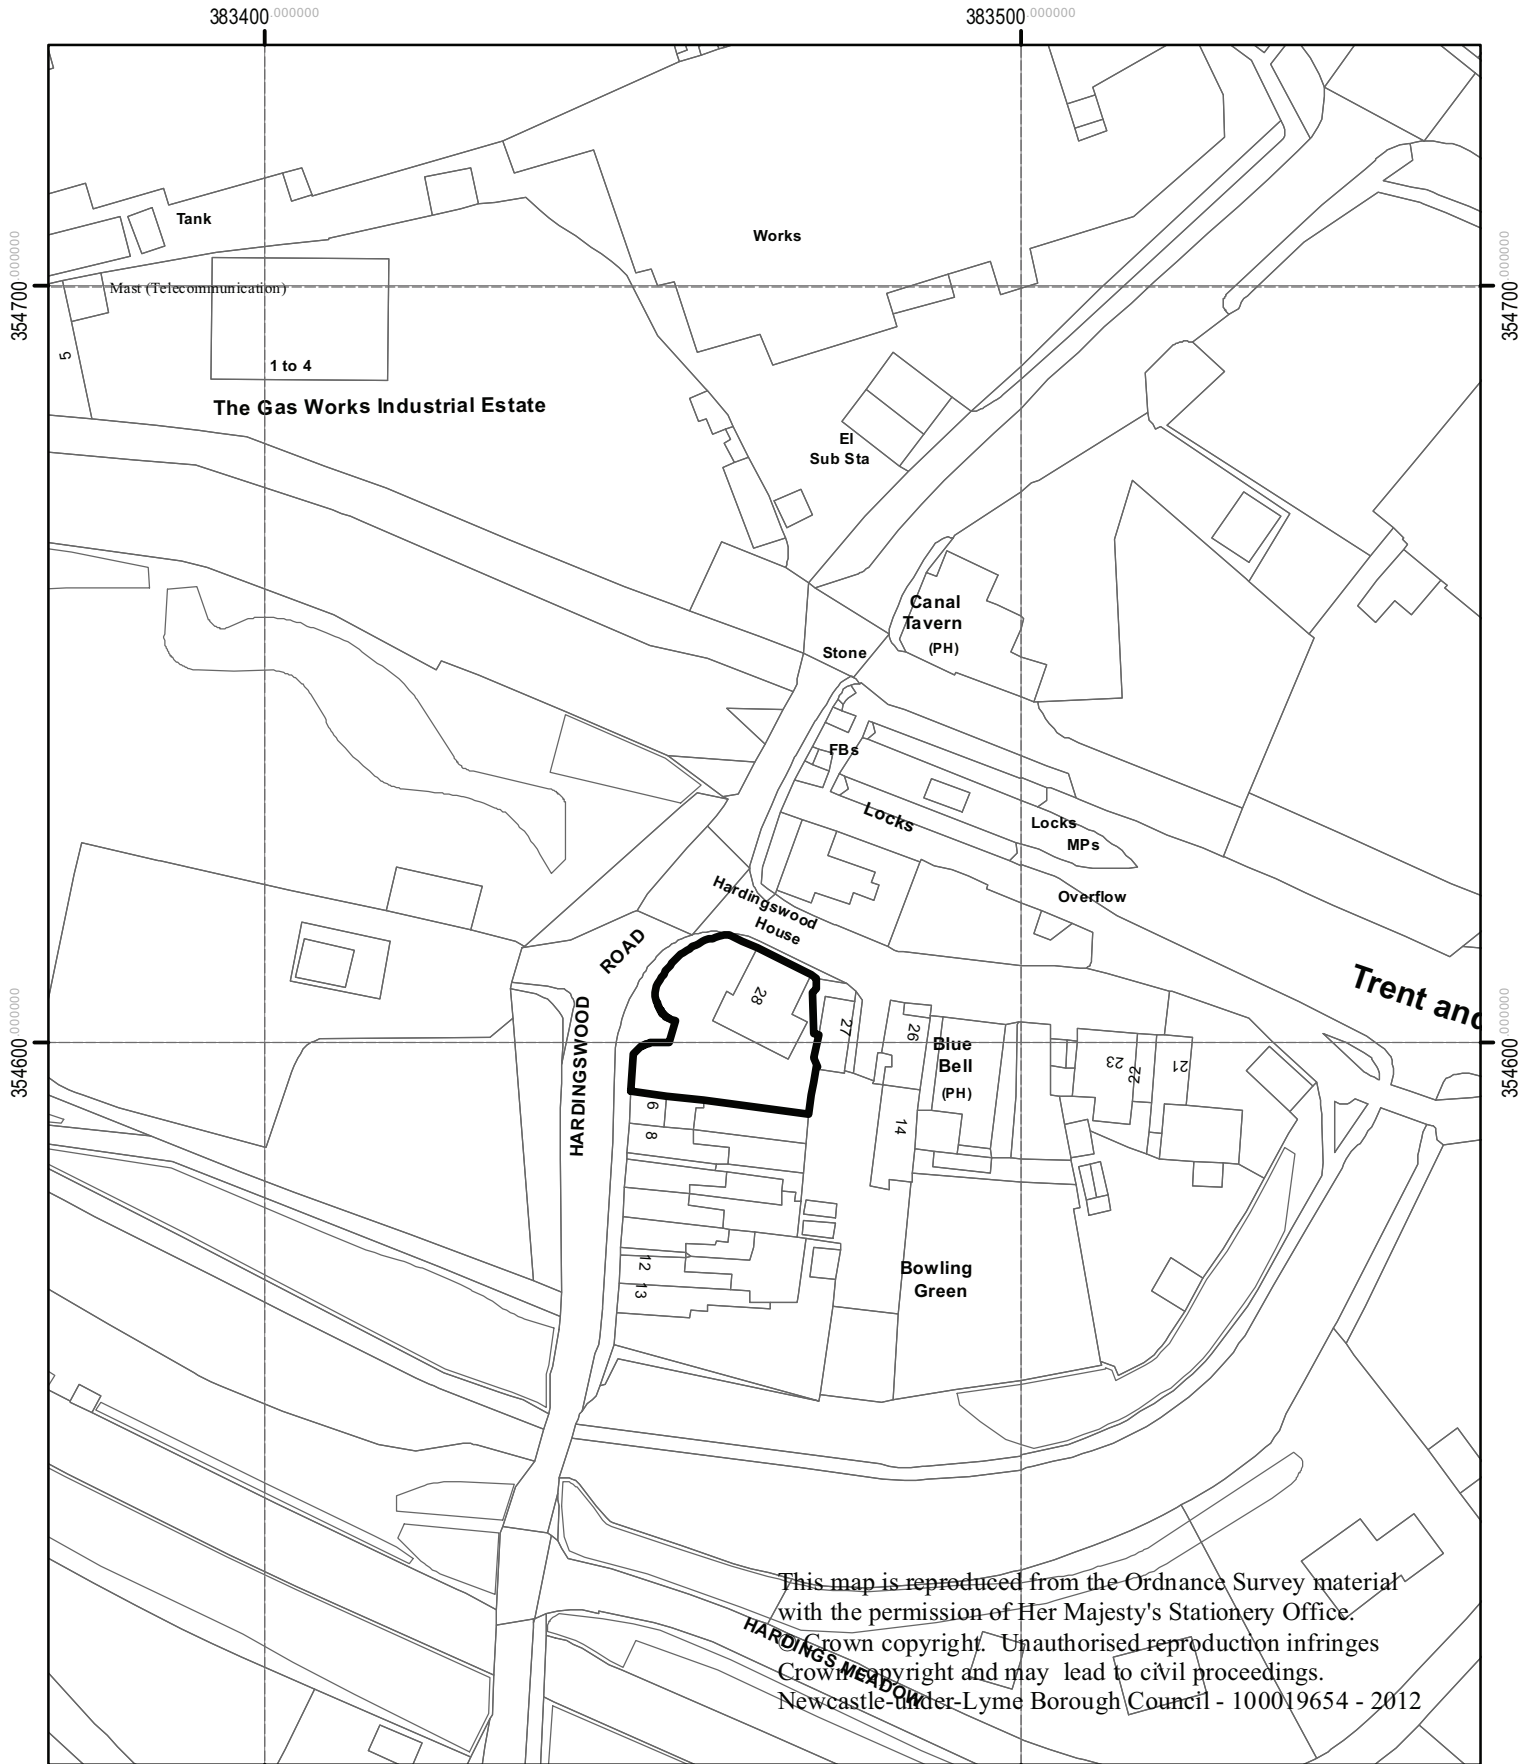 383400.000000
383500.000000
Tank
Works
354700.000000
354700.000000
Mast (Telecommunication)
5
1 to 4
The Gas Works Industrial Estate
El
Sub Sta
Canal
Tavern
(PH)
Stone
FBs
Locks
Locks
MPs
Overflow
Hardingswood
House
ROAD
HARDINGSWOOD
Trent and
28
27
26
Blue
Bell
(PH)
23
22
21
354600.000000
354600.000000
6
8
14
12
13
Bowling
Green
HARDINGS MEADOW
This map is reproduced from the Ordnance Survey material
with the permission of Her Majesty's Stationery Office.
© Crown copyright. Unauthorised reproduction infringes
Crown copyright and may lead to civil proceedings.
Newcastle-under-Lyme Borough Council - 100019654 - 2012